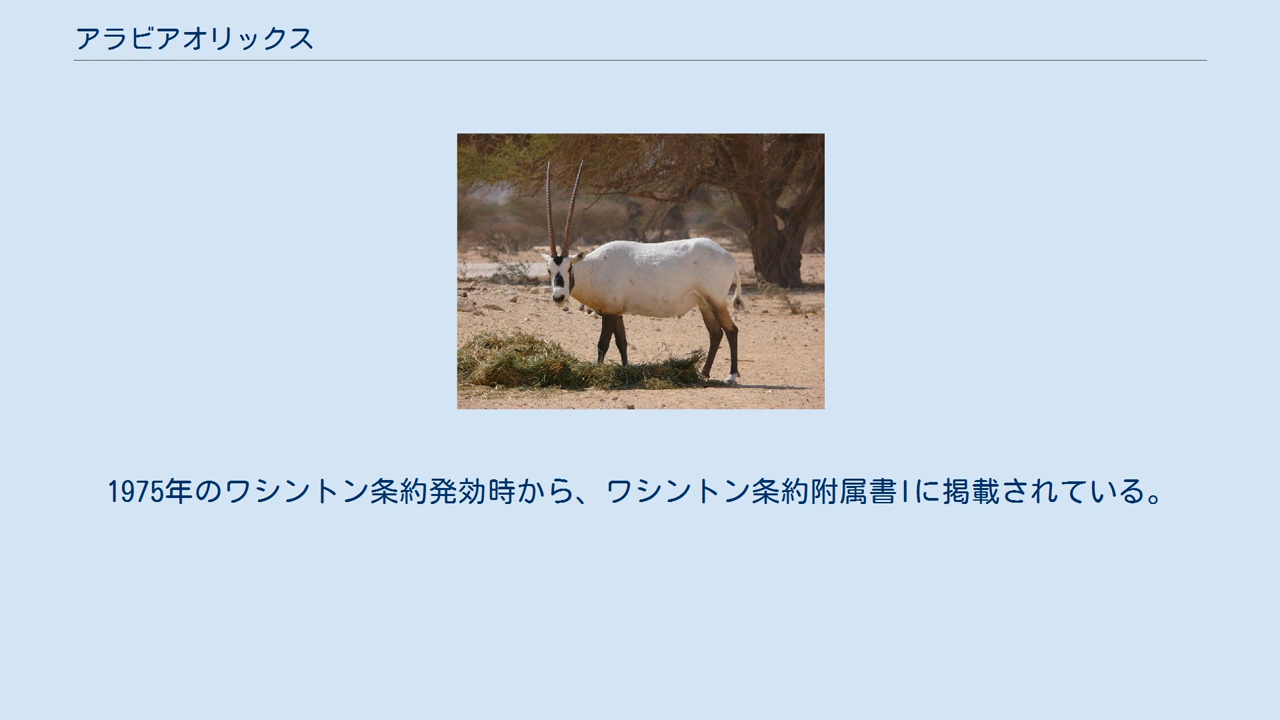 アラビアオリックス
1975年のワシントン条約発効時から、ワシントン条約附属書Iに掲載されている。